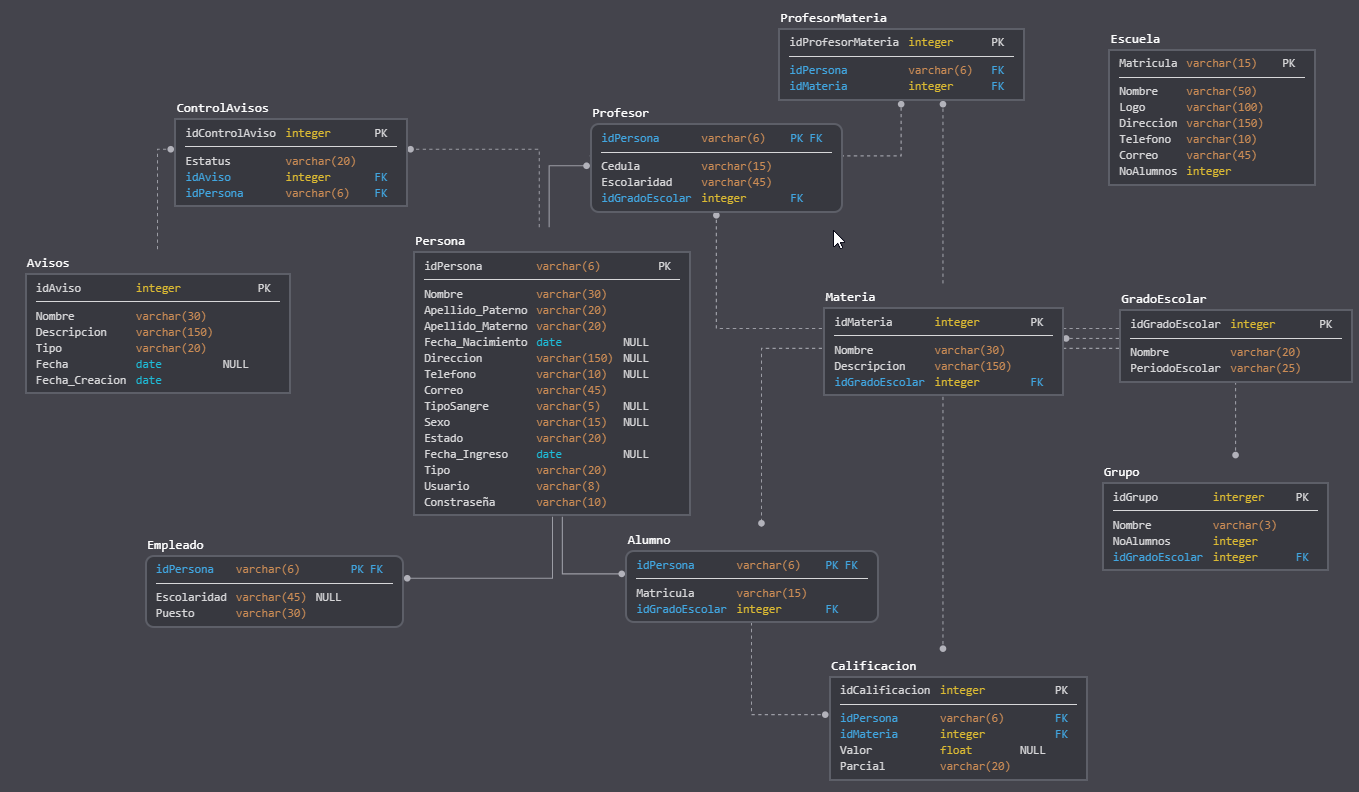 ProfesorMateria
idProfesorMateria integer PK
idPersona varchar(6) FK
idMateria integer FK
Escuela
Matricula varchar(15) PK
Nombre varchar(50)
Logo varchar(100)
Direccion varchar(150)
Telefono varchar(10)
Correo varchar(45)
NoAlumnos integer
ControlAvisos
idControlAviso integer PK
Estatus varchar(20)
idAviso integer FK
idPersona varchar(6) FK
Profesor
idPersona varchar(6) PK FK
Cedula varchar(15)
Escolaridad varchar(45)
idGradoEscolar integer FK
Avisos
idAviso integer PK
Nombre varchar(30)
Descripcion varchar(150)
Tipo varchar(20)
Fecha date NULL
Fecha_Creacion date
Persona
idPersona varchar(6) PK
Nombre varchar(30)
Apellido_Paterno varchar(20)
Apellido_Materno varchar(20)
Fecha_Nacimiento date NULL
Direccion varchar(150) NULL
Telefono varchar(10) NULL
Correo varchar(45)
TipoSangre varchar(5) NULL
Sexo varchar(15) NULL
Estado varchar(20)
Fecha_Ingreso date NULL
Tipo varchar(20)
Usuario varchar(8)
Constraseña varchar(10)
Materia
idMateria integer PK
Nombre varchar(30)
Descripcion varchar(150)
idGradoEscolar integer FK
GradoEscolar
idGradoEscolar integer PK
Nombre varchar(20)
PeriodoEscolar varchar(25)
Grupo
idGrupo interger PK
Nombre varchar(3)
NoAlumnos integer
idGradoEscolar integer FK
Empleado
idPersona varchar(6) PK FK
Escolaridad varchar(45) NULL
Puesto varchar(30)
Alumno
idPersona varchar(6) PK FK
Matricula varchar(15)
idGradoEscolar integer FK
Calificacion
idCalificacion integer PK
idPersona varchar(6) FK
idMateria integer FK
Valor float NULL
Parcial varchar(20)